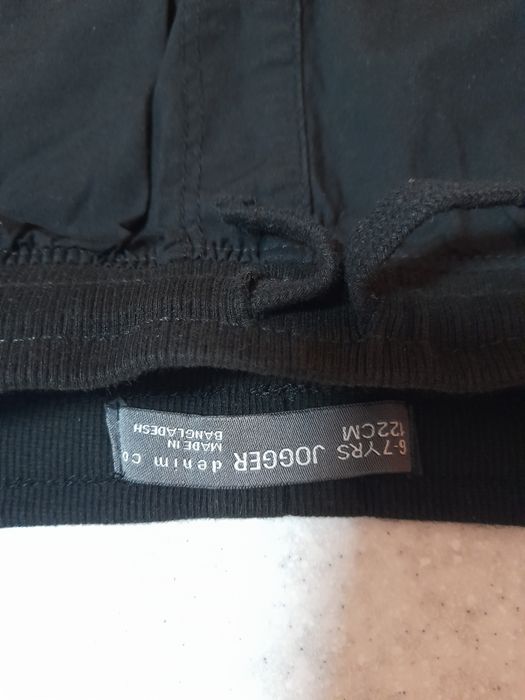 6-7YRS
122CM
JOGGER
denim co
MADE IN
BANGLADESH